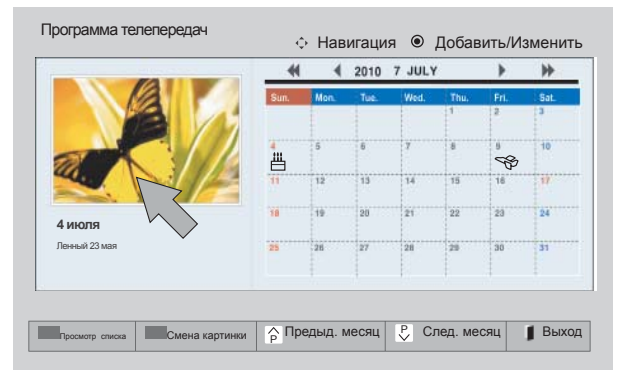 Программа телепередач
Навигация Добавить/Изменить
2010 7 JULY
Sun. Mon. Tue. Wed. Thu. Fri. Sat.
1 2 3
4 5 6 7 8 9 10
11 12 13 14 15 16 17
18 19 20 21 22 23 24
25 26 27 28 29 30 31
4 июля
Ленный 23 мая
Просмотр списка Смена картинки P Предыд. месяц P След. месяц Выход